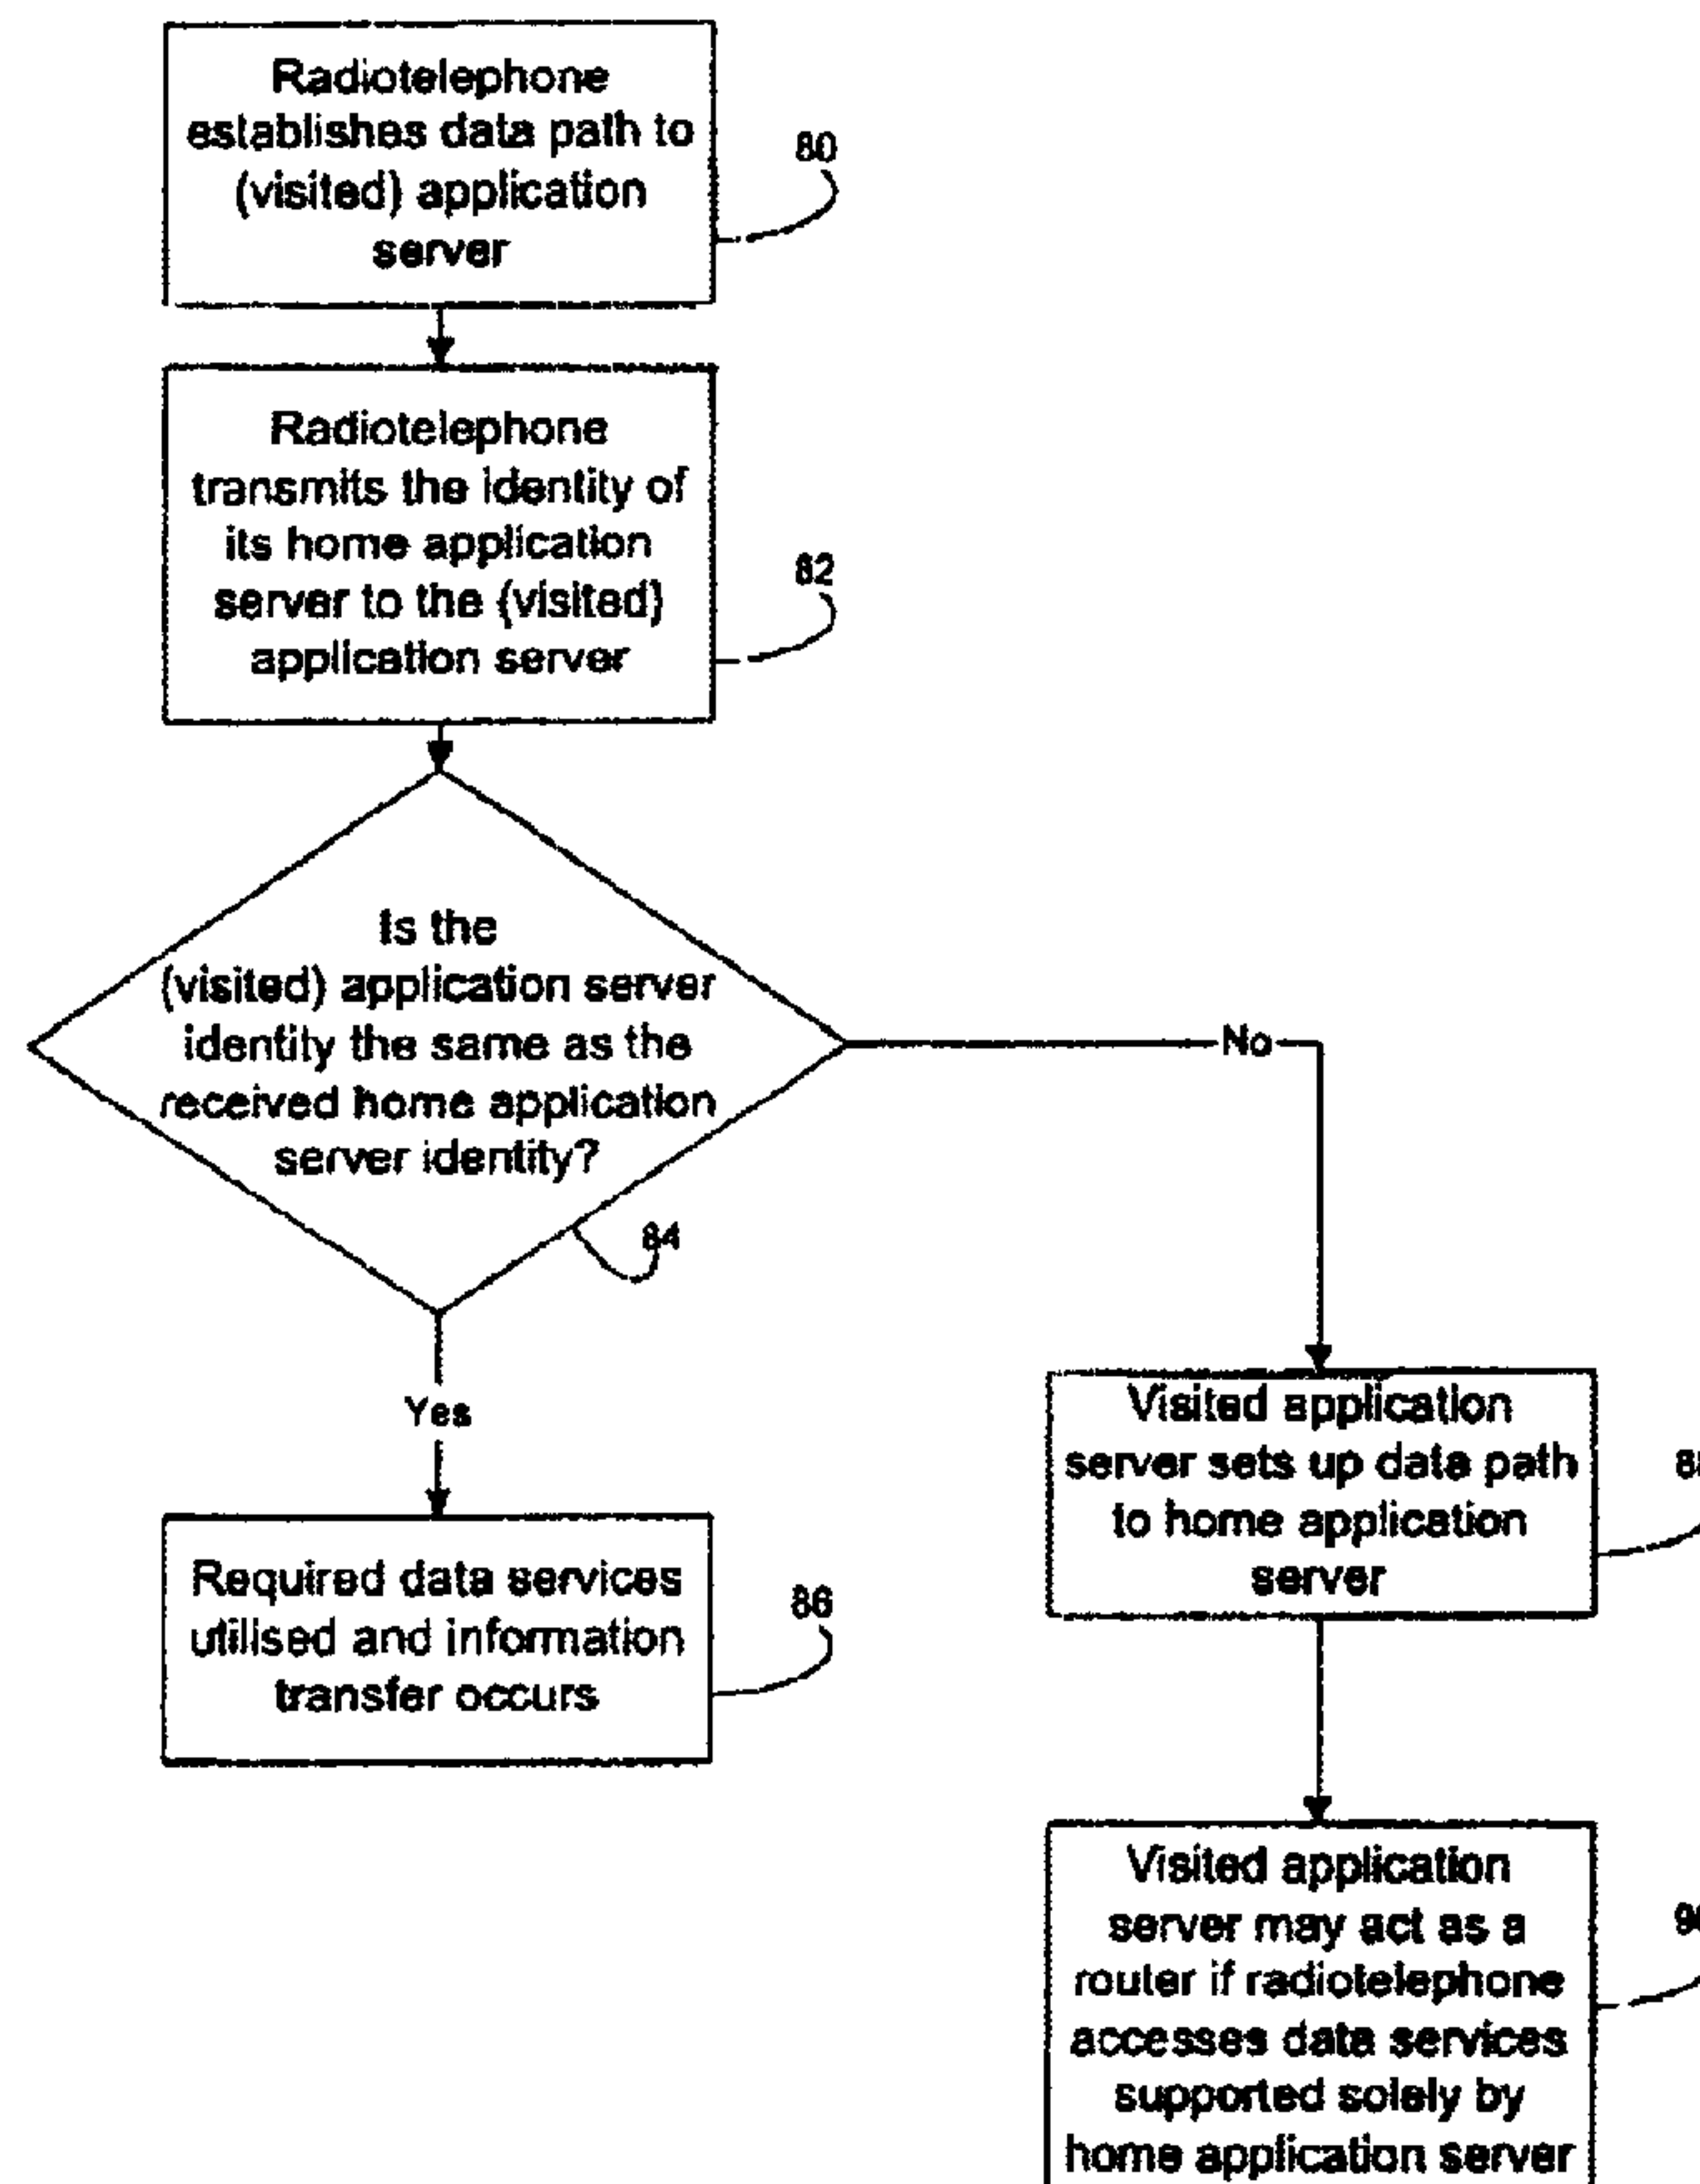 Radiotelephone
establishes data path to
(visited) application
server
80
Radiotelephone
transmits the identity of
its home application
server to the (visited)
application server
82
Is the
(visited) application server
identity the same as the
received home application
server identity?
84
No
Yes
Required data services
utilised and information
transfer occurs
86
Visited application
server sets up data path
to home application
server
Visited application
server may act as a
router if radiotelephone
accesses data services
supported solely by
home application server